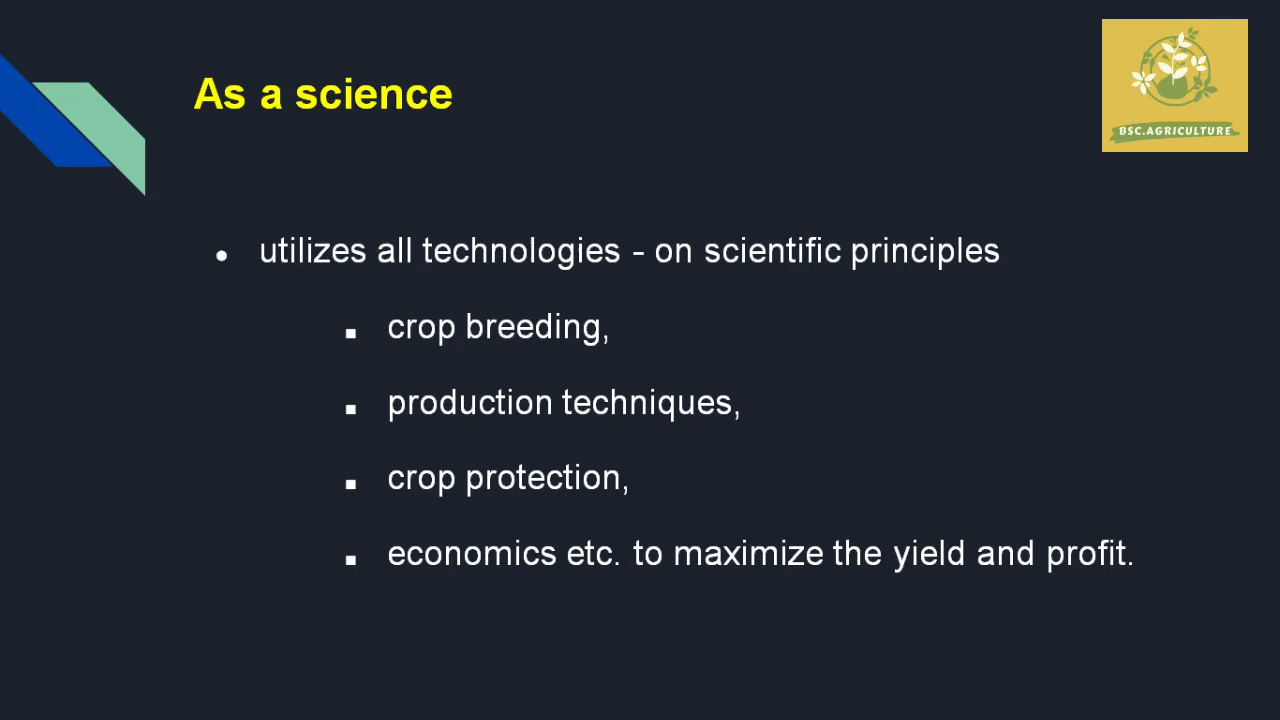 As a science
BSC.AGRICULTURE
● utilizes all technologies - on scientific principles
■ crop breeding,
■ production techniques,
■ crop protection,
■ economics etc. to maximize the yield and profit.